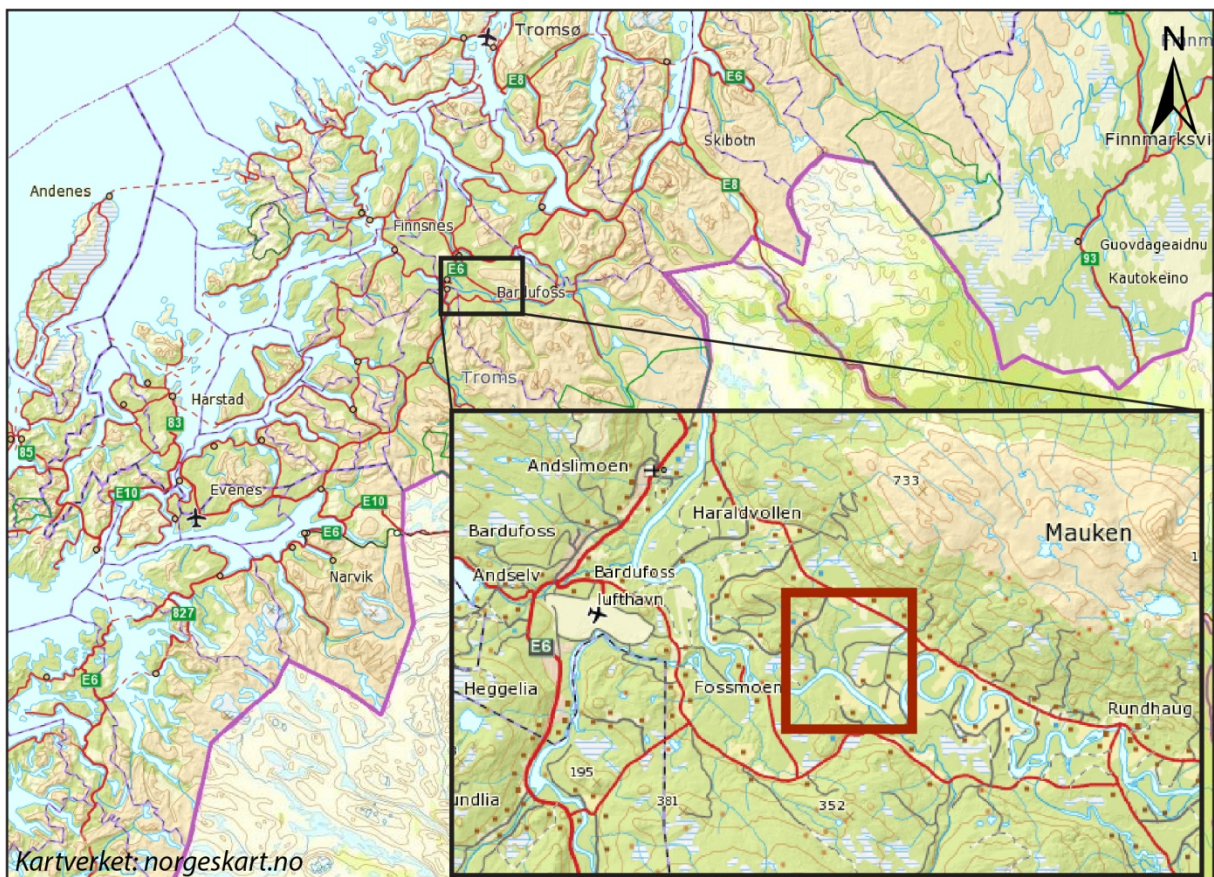 Tromsø
N
E8
E6
Finnmarksvi
Skibotn
Andenes
E8
Finnsnes
Guovdageaidnu
93
Kautokeino
E6
Bardufoss
Troms
Harstad
83
85
Evenes
E10
E10
E6
Narvik
827
E6
Andslimoen
733
Haraldvollen
Mauken
Bardufoss
Andselv
Bardufoss
lufthavn
E6
Heggelia
Fossmoen
Rundhaug
195
undlia
381
352
1
Kartverket: norgeskart.no